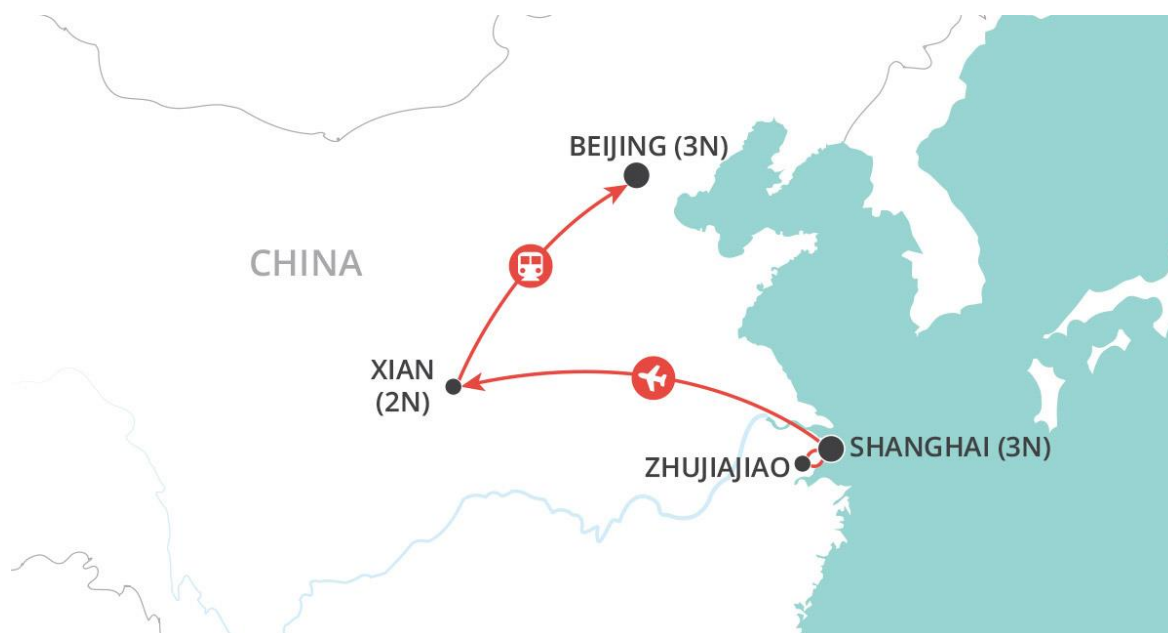 BEIJING (3N)
CHINA
XIAN
(2N)
SHANGHAI (3N)
ZHUJIAJIAO